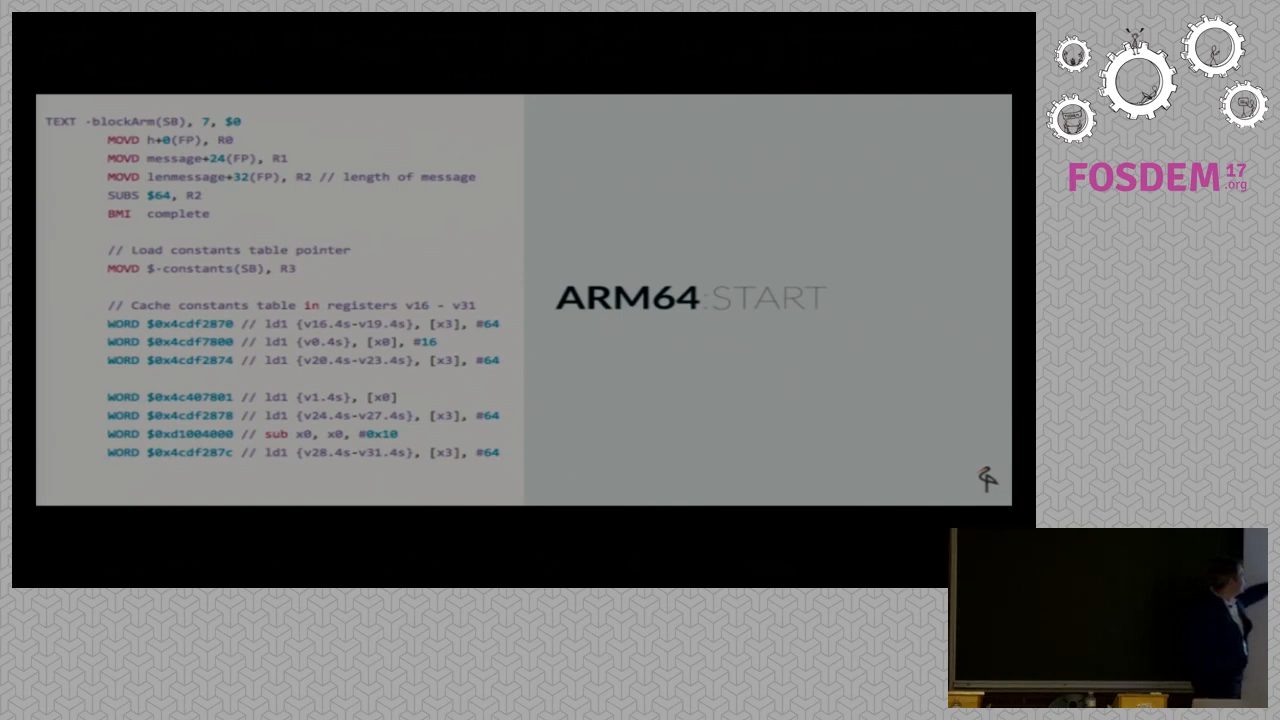 TEXT ·blockArm(SB), 7, $0
MOVD h+0(FP), R0
MOVD message+24(FP), R1
MOVD lenmessage+32(FP), R2 // length of message
SUBS $64, R2
BMI complete
// Load constants table pointer
MOVD $·constants(SB), R3
// Cache constants table in registers v16 - v31
WORD $0x4cdf2870 // ld1 {v16.4s-v19.4s}, [x3], #64
WORD $0x4cdf7800 // ld1 {v0.4s}, [x0], #16
WORD $0x4cdf2874 // ld1 {v20.4s-v23.4s}, [x3], #64
WORD $0x4c407801 // ld1 {v1.4s}, [x0]
WORD $0x4cdf2878 // ld1 {v24.4s-v27.4s}, [x3], #64
WORD $0xd1004000 // sub x0, x0, #0x10
WORD $0x4cdf287c // ld1 {v28.4s-v31.4s}, [x3], #64
ARM64:START
FOSDEM 17
.org